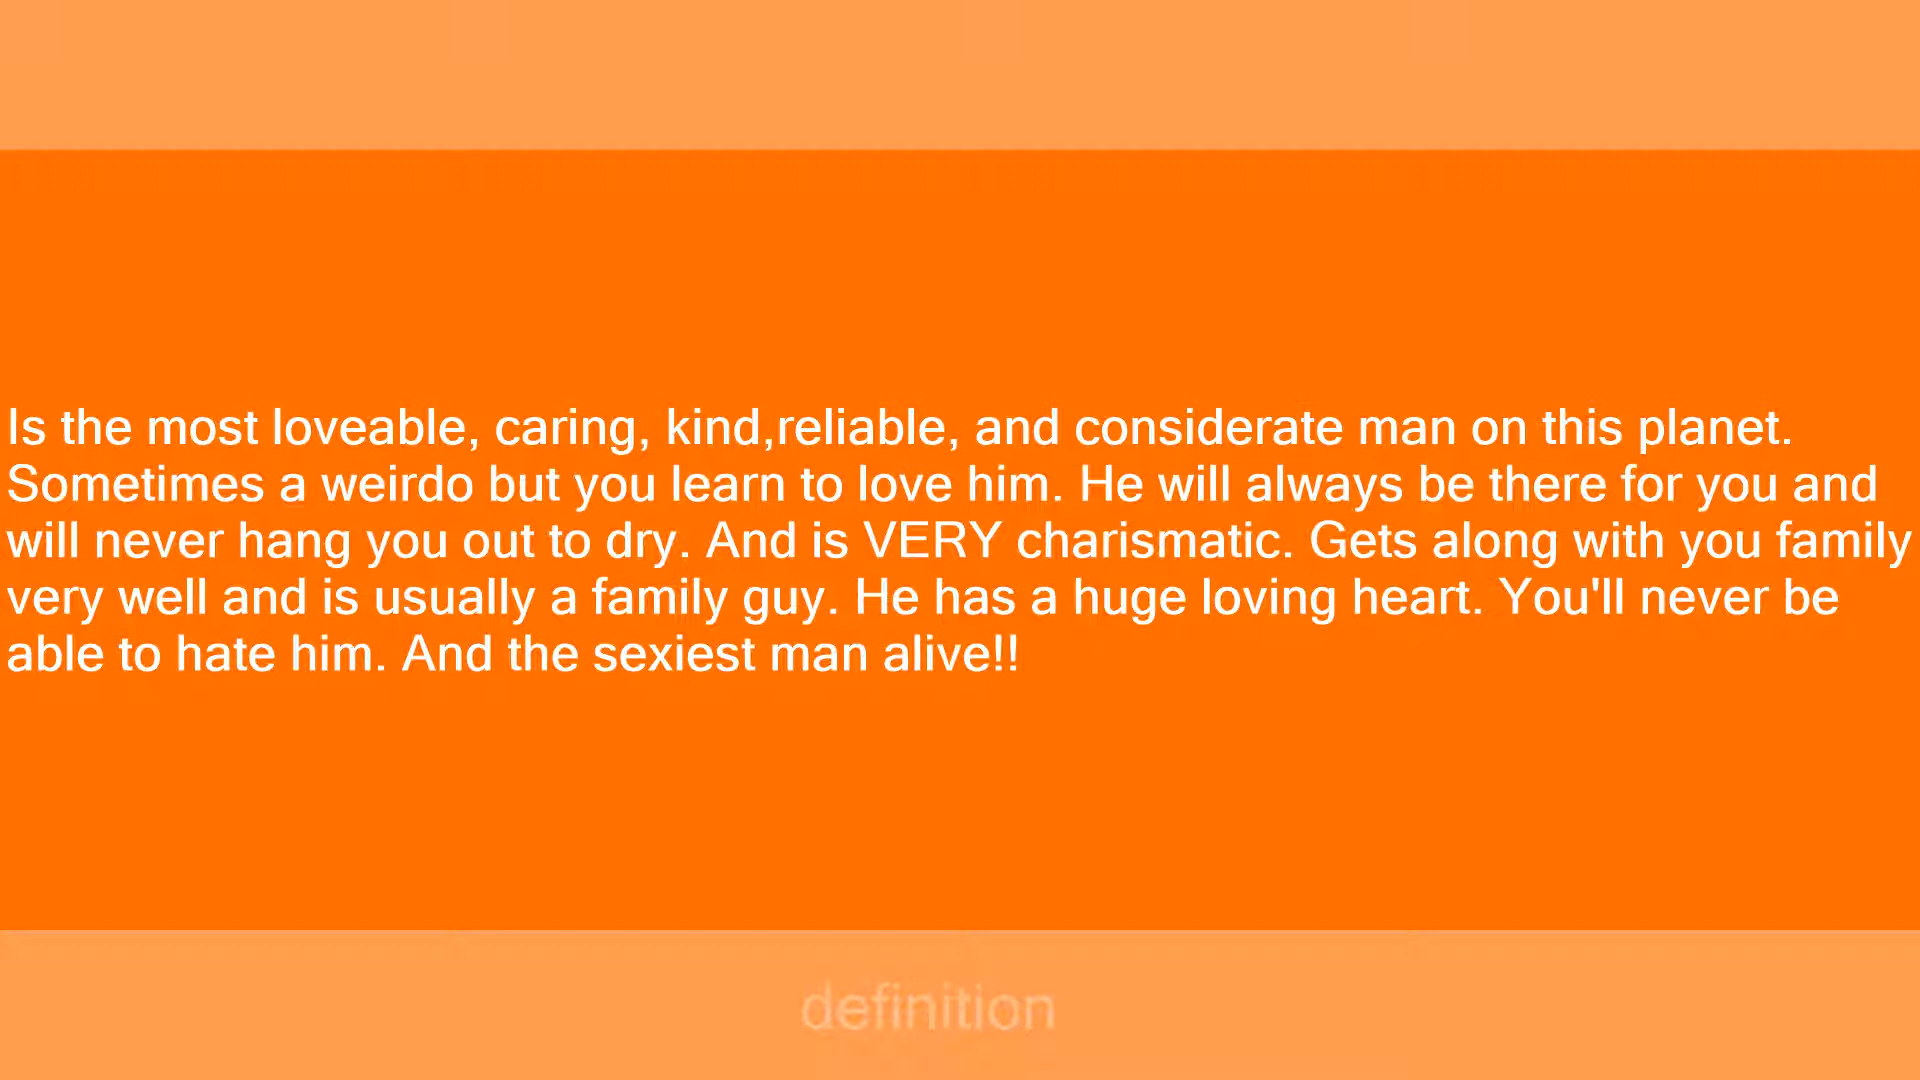 Is the most loveable, caring, kind,reliable, and considerate man on this planet.
Sometimes a weirdo but you learn to love him. He will always be there for you and
will never hang you out to dry. And is VERY charismatic. Gets along with you family
very well and is usually a family guy. He has a huge loving heart. You'll never be
able to hate him. And the sexiest man alive!!
definition